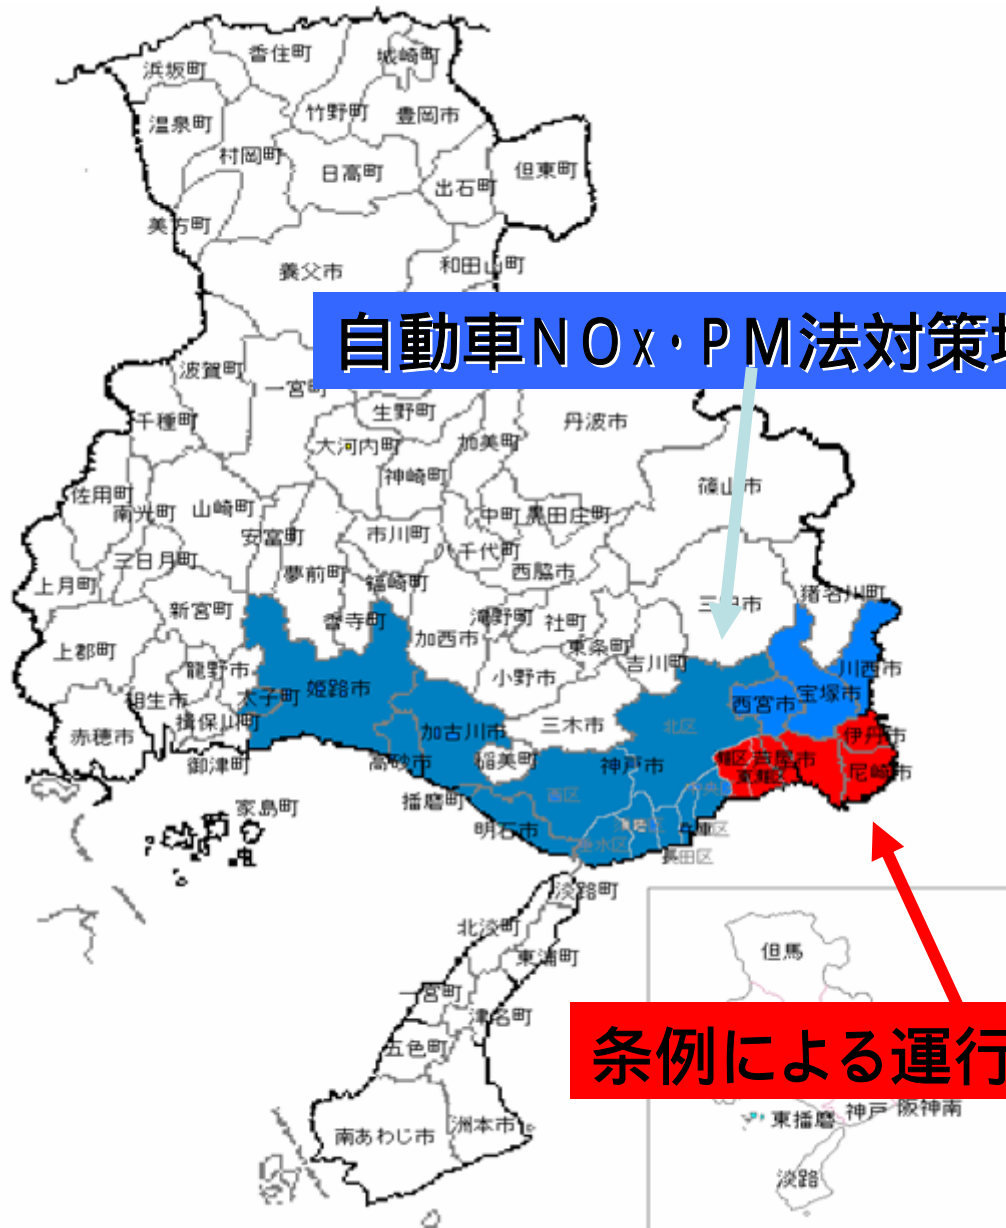 香住町
城崎町
浜坂町
竹野町
豊岡市
温泉町
村岡町
日高町
但東町
出石町
美方町
和田山町
養父市
自動車NOx・PM法対策地
波賀町
一宮町
生野町
千種町
丹波市
大河内町
加美町
神崎町
篠山市
佐用町
南光町
山崎町
中町
黒田庄町
安富町
市川町
千代町
三日月町
西脇市
夢前町
福崎町
上月町
三田市
猪名川町
新宮町
香寺町
滝野町
社町
加西市
東条町
上郡町
吉川町
龍野市
川西市
小野市
姫路市
相生市
太子町
宝塚市
西宮市
揖保川町
三木市
北区
加古川市
赤穂市
伊丹市
御津町
高砂市
稲美町
神戸市
灘区
芦屋市
尼崎市
東灘区
中央区
西区
播磨町
家島町
明石市
兵庫区
垂水区
長田区
淡路町
北淡町
東浦町
但馬
一宮町
津名町
五色町
条例による運行
東播磨
神戸
阪神南
南あわじ市
洲本市
淡路